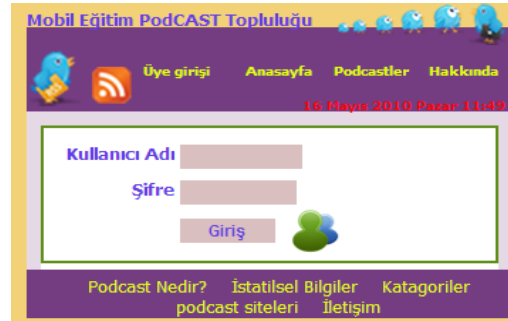 Mobil Eğitim PodCAST Topluluğu
Üye girişi Anasayfa Podcastler Hakkında
16 Mayıs 2010 Pazar 11:49
Kullanıcı Adı
Şifre
Giriş
Podcast Nedir? İstatilsel Bilgiler Katagoriler
podcast siteleri İletişim